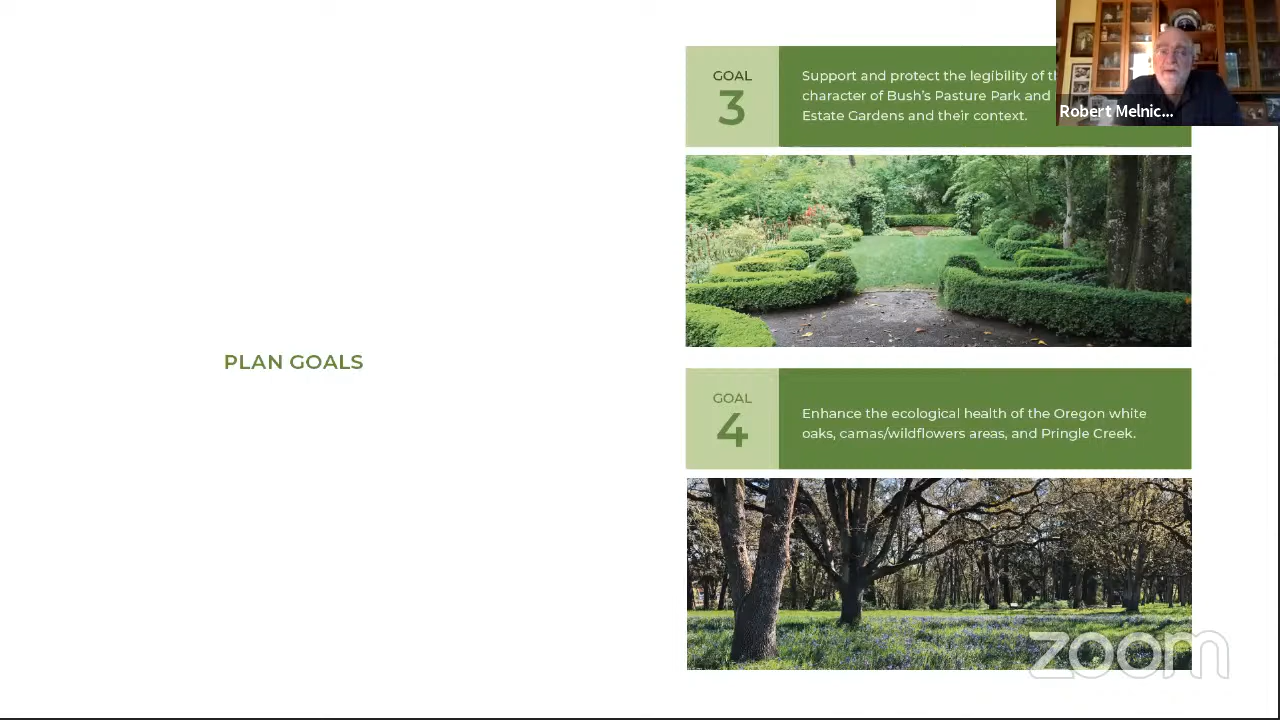 PLAN GOALS
GOAL
3
Support and protect the legibility of
character of Bush's Pasture Park and
Estate Gardens and their context.
Robert Melnic...
GOAL
4
Enhance the ecological health of the Oregon white
oaks, camas/wildflowers areas, and Pringle Creek.
zoom